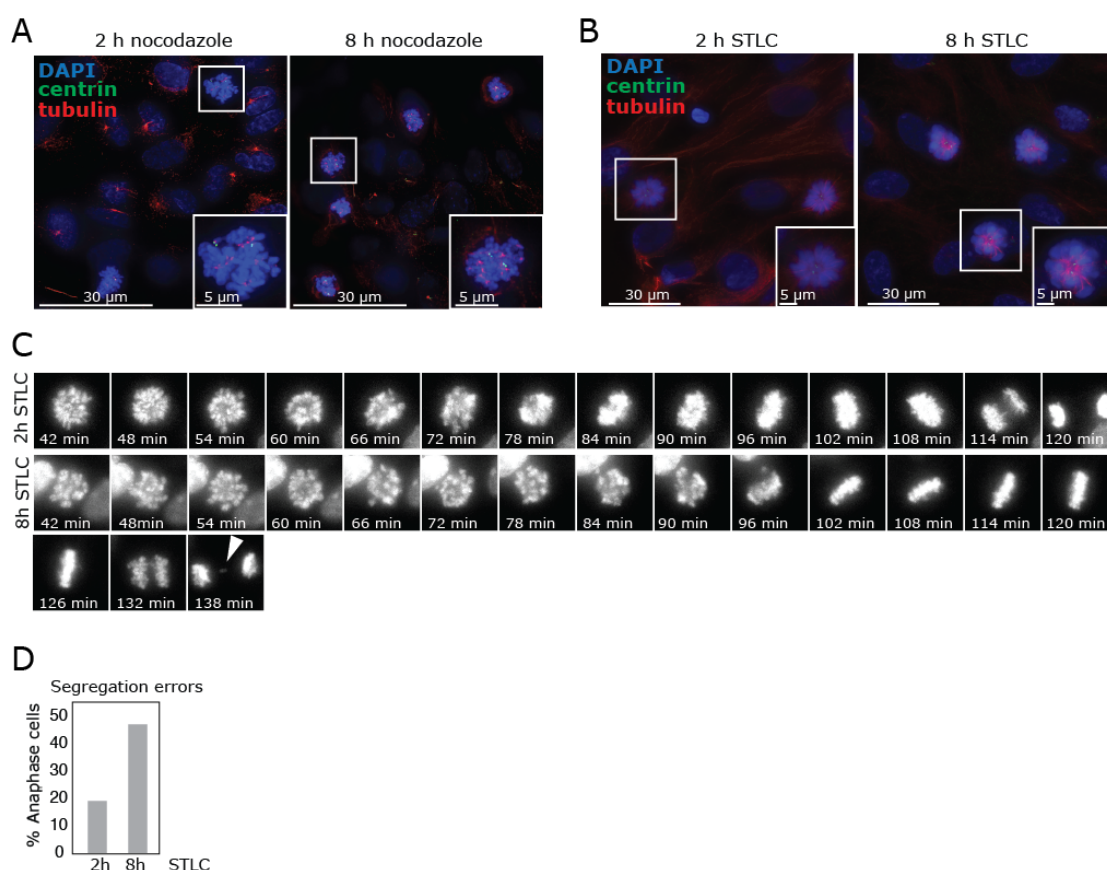 A
2 h nocodazole
8 h nocodazole
DAPI
centrin
tubulin
30 µm
5 µm
30 µm
5 µm
B
2 h STLC
8 h STLC
DAPI
centrin
tubulin
30 µm
5 µm
30 µm
5 µm
C
2h STLC
42 min 48 min 54 min 60 min 66 min 72 min 78 min 84 min 90 min 96 min 102 min 108 min 114 min 120 min
8h STLC
42 min 48min 54 min 60 min 66 min 72 min 78 min 84 min 90 min 96 min 102 min 108 min 114 min 120 min
126 min 132 min 138 min
D
Segregation errors
% Anaphase cells
50
40
30
20
10
0
2h 8h STLC